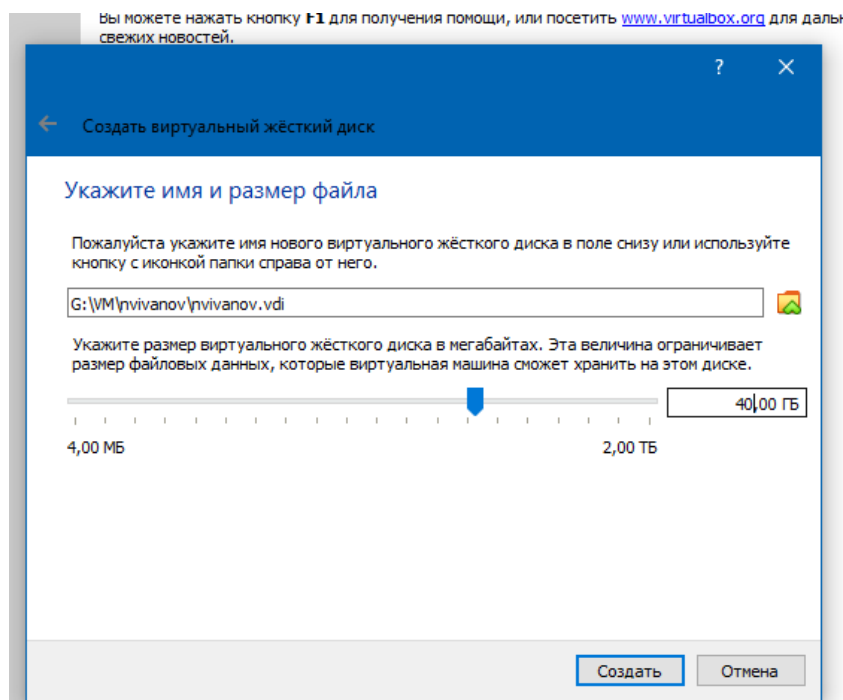 Вы можете нажать кнопку F1 для получения помощи, или посетить www.virtualbox.org для
свежих новостей.
?
Создать виртуальный жёсткий диск
Укажите имя и размер файла
Пожалуйста укажите имя нового виртуального жёсткого диска в поле снизу или используйте
кнопку с иконкой папки справа от него.
G:\VM\nvivanov\nvivanov.vdi
Укажите размер виртуального жёсткого диска в мегабайтах. Эта величина ограничивает
размер файловых данных, которые виртуальная машина сможет хранить на этом диске.
40,00 ГБ
4,00 МБ 2,00 ТБ
Создать Отмена